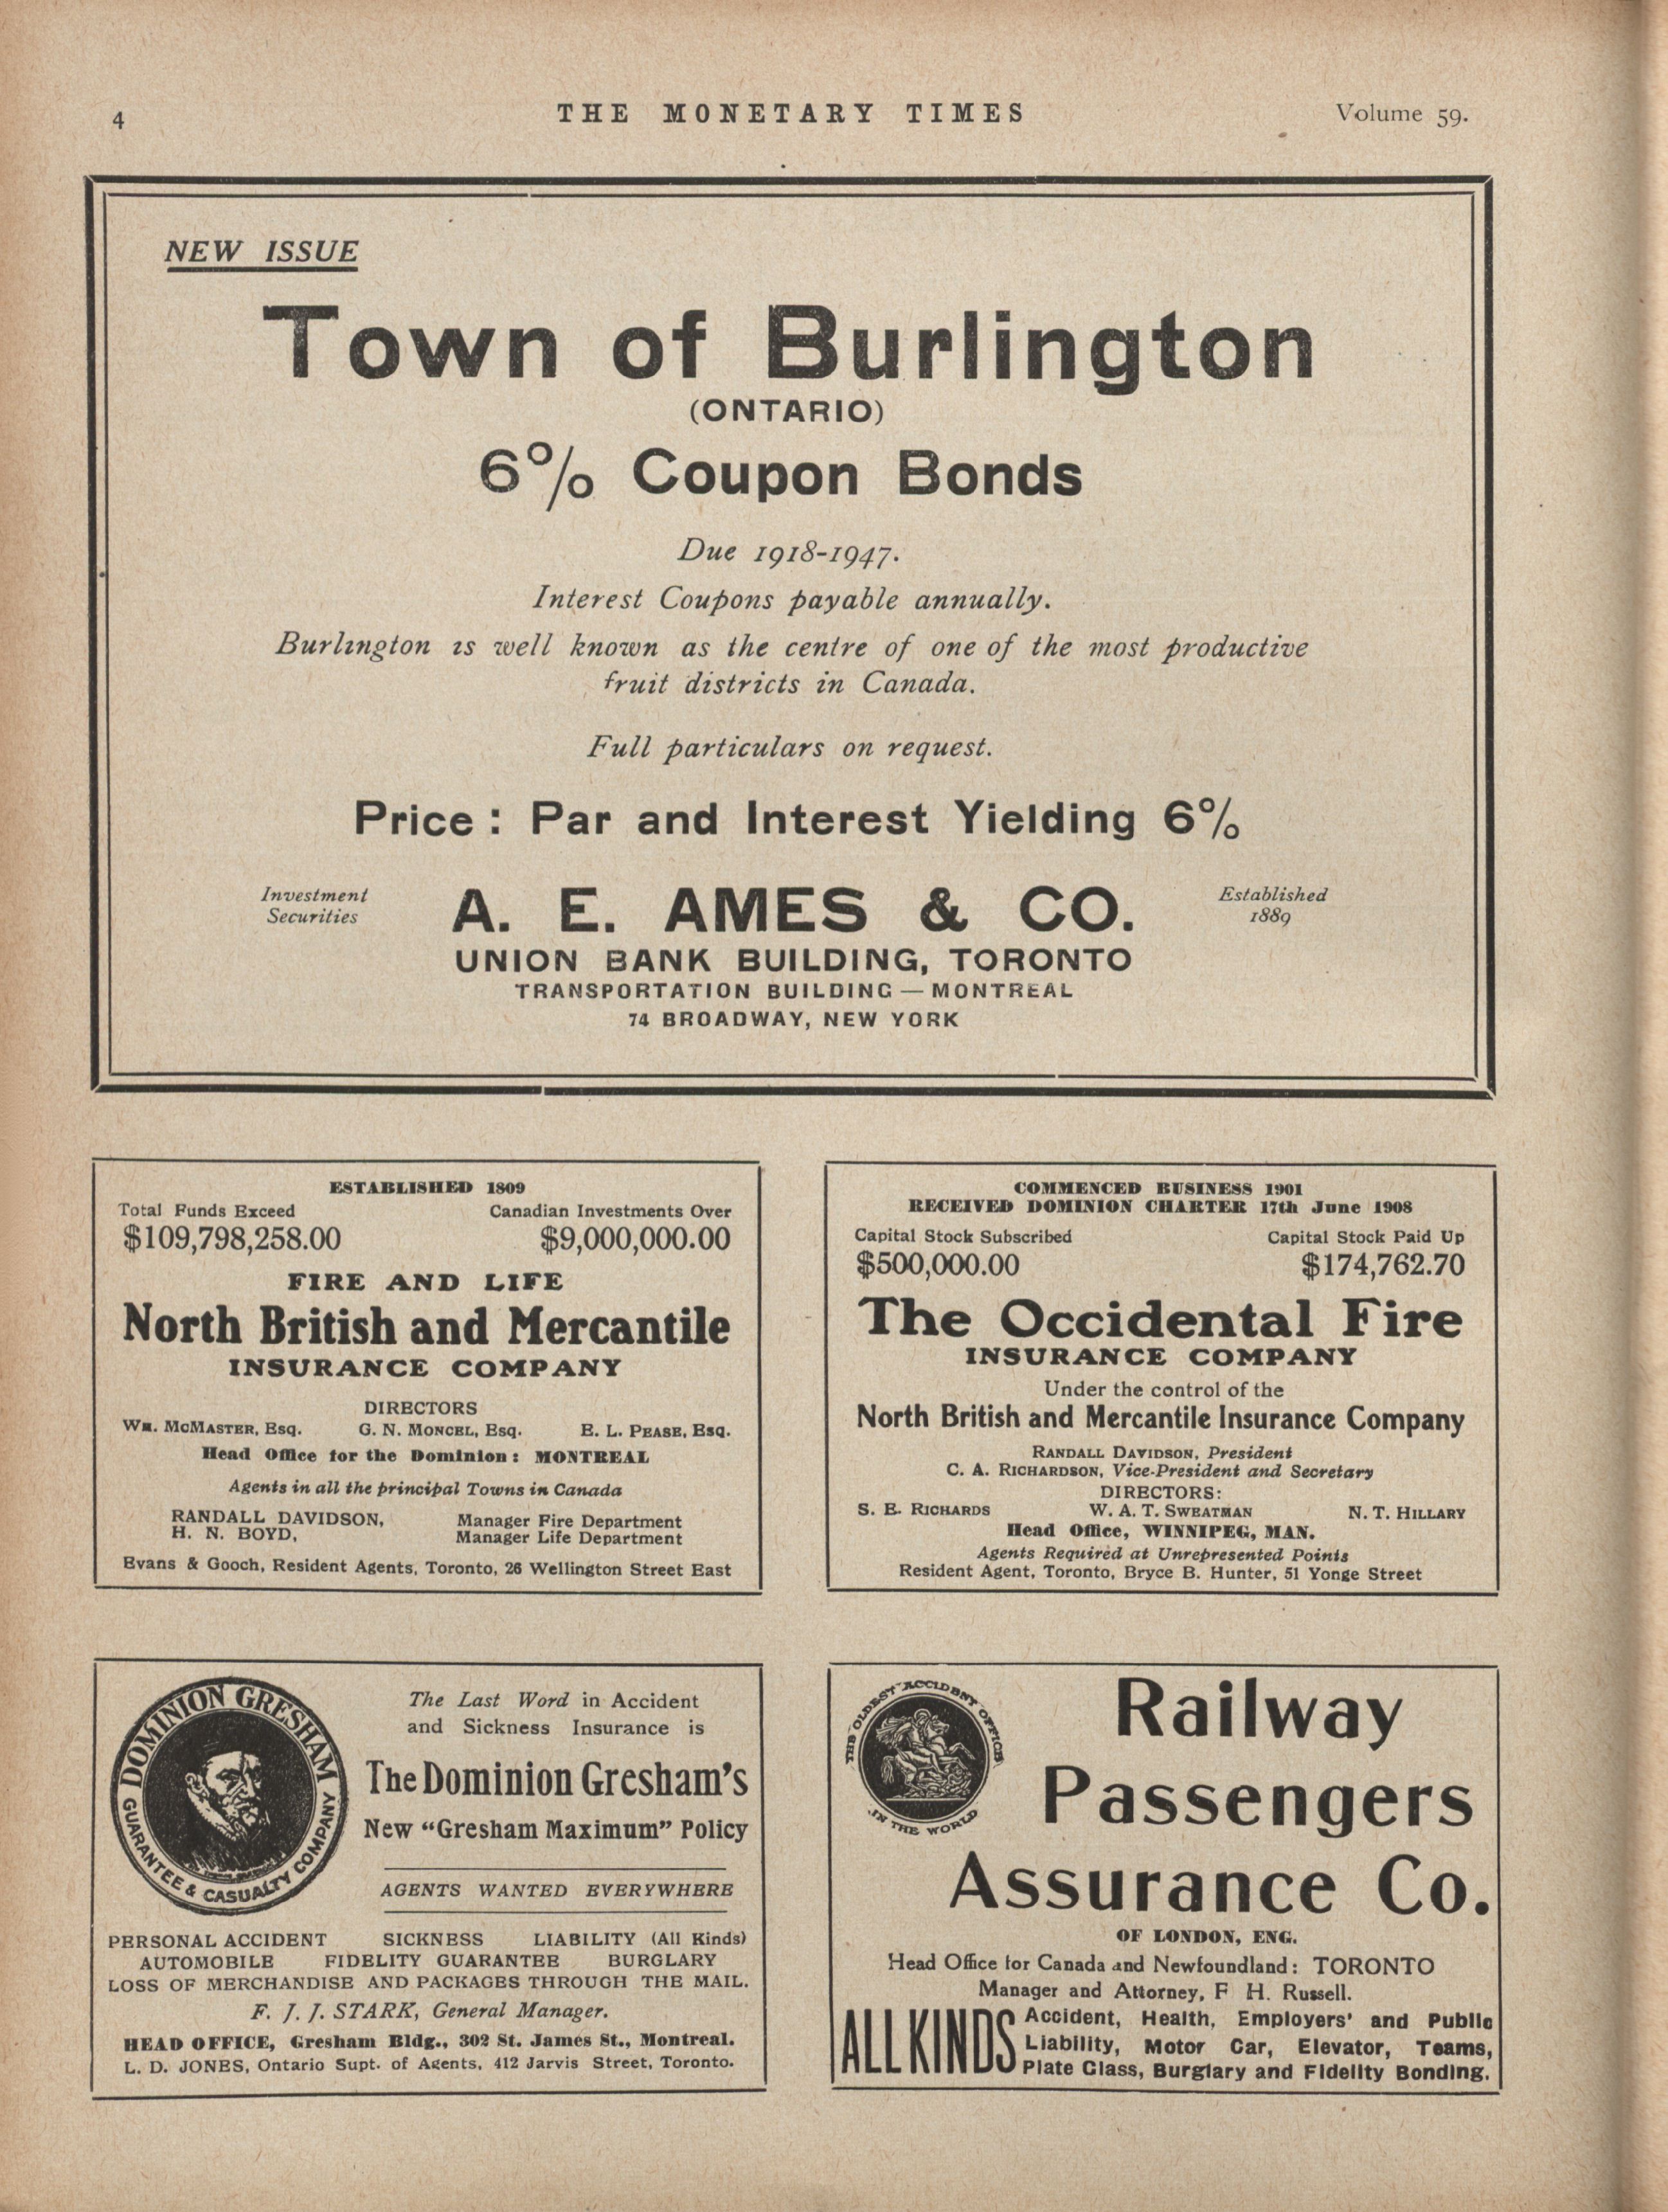 4
THE MONETARY TIMES
Volume 59.
NEW ISSUE
Town of Burlington
(ONTARIO)
6% Coupon Bonds
Due 1918-1947.
Interest Coupons payable annually.
Burlington is well known as the centre of one of the most productive
fruit districts in Canada.
Full particulars on request.
Price: Par and Interest Yielding 6%
Investment
Securities
A. E. AMES & CO.
Established
1889
UNION BANK BUILDING, TORONTO
TRANSPORTATION BUILDING — MONTREAL
74 BROADWAY, NEW YORK
ESTABLISHED 1809
Total Funds Exceed
Canadian Investments Over
$109,798,258.00
$9,000,000.00
FIRE AND LIFE
North British and Mercantile
INSURANCE COMPANY
DIRECTORS
WM. MCMASTER, Esq. G. N. MONCEL, Esq. E. L. PEASE, Esq.
Head Office for the Dominion: MONTREAL
Agents in all the principal Towns in Canada
RANDALL DAVIDSON, Manager Fire Department
H. N. BOYD, Manager Life Department
Evans & Gooch, Resident Agents, Toronto, 26 Wellington Street East
COMMENCED BUSINESS 1901
RECEIVED DOMINION CHARTER 17th June 1908
Capital Stock Subscribed
Capital Stock Paid Up
$500,000.00
$174,762.70
The Occidental Fire
INSURANCE COMPANY
Under the control of the
North British and Mercantile Insurance Company
RANDALL DAVIDSON, President
C. A. RICHARDSON, Vice-President and Secretary
DIRECTORS:
S. E. RICHARDS W. A. T. SWEATMAN N. T. HILLARY
Head Office, WINNIPEG, MAN.
Agents Required at Unrepresented Points
Resident Agent, Toronto, Bryce B. Hunter, 51 Yonge Street
DOMINION GRESHAM
GUARANTEE & CASUALTY COMPANY
The Last Word in Accident
and Sickness Insurance is
The Dominion Gresham's
New "Gresham Maximum" Policy
AGENTS WANTED EVERYWHERE
PERSONAL ACCIDENT SICKNESS LIABILITY (All Kinds)
AUTOMOBILE FIDELITY GUARANTEE BURGLARY
LOSS OF MERCHANDISE AND PACKAGES THROUGH THE MAIL.
F. J. J. STARK, General Manager.
HEAD OFFICE, Gresham Bldg., 302 St. James St., Montreal.
L. D. JONES, Ontario Supt. of Agents, 412 Jarvis Street, Toronto.
THE OLDEST ACCIDENT OFFICE
IN THE WORLD
Railway
Passengers
Assurance Co.
OF LONDON, ENG.
Head Office for Canada and Newfoundland: TORONTO
Manager and Attorney, F H. Russell.
ALL KINDS
Accident, Health, Employers' and Public
Liability, Motor Car, Elevator, Teams,
Plate Glass, Burglary and Fidelity Bonding.